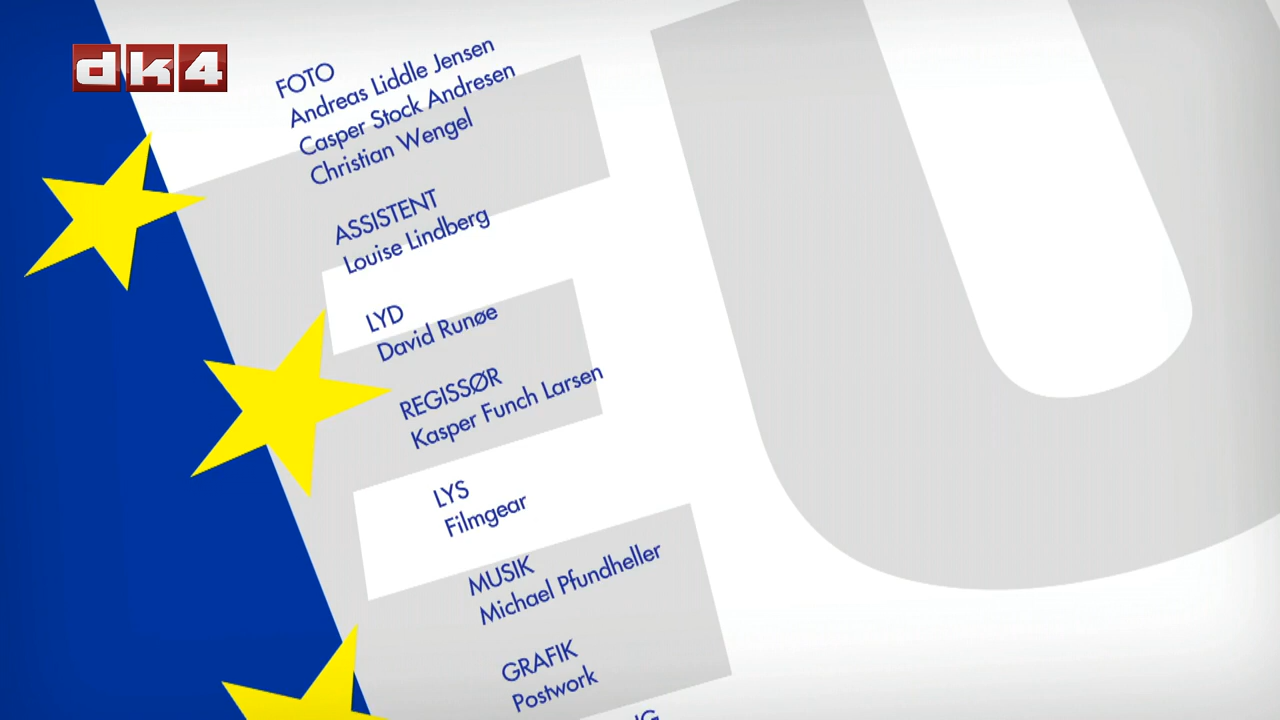 dk4
FOTO
Andreas Liddle Jensen
Casper Stock Andresen
Christian Wengel
ASSISTENT
Louise Lindberg
LYD
David Runøe
REGISSØR
Kasper Funch Larsen
LYS
Filmgear
MUSIK
Michael Pfundheller
GRAFIK
Postwork
EU